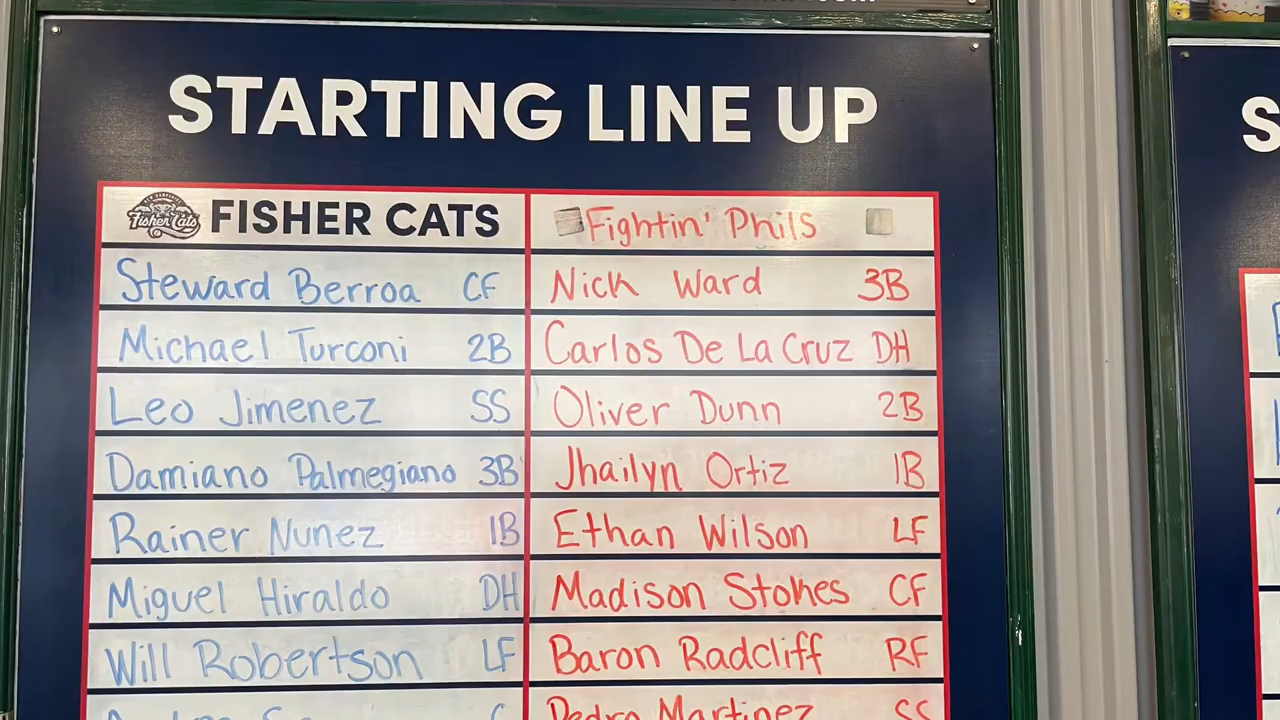 STARTING LINE UP
Fisher Cats FISHER CATS Fightin' Phils
Steward Berroa CF Nick Ward 3B
Michael Turconi 2B Carlos De La Cruz DH
Leo Jimenez SS Oliver Dunn 2B
Damiano Palmegiano 3B Jhailyn Ortiz 1B
Rainer Nunez 1B Ethan Wilson LF
Miguel Hiraldo DH Madison Stokes CF
Will Robertson LF Baron Radcliff RF
C Pedro Martinez SS
S